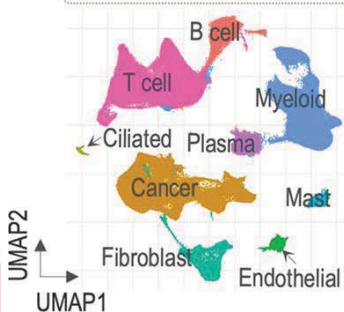 B cell
T cell
Myeloid
Ciliated
Plasma
Cancer
Mast
Fibroblast
Endothelial
UMAP2
UMAP1